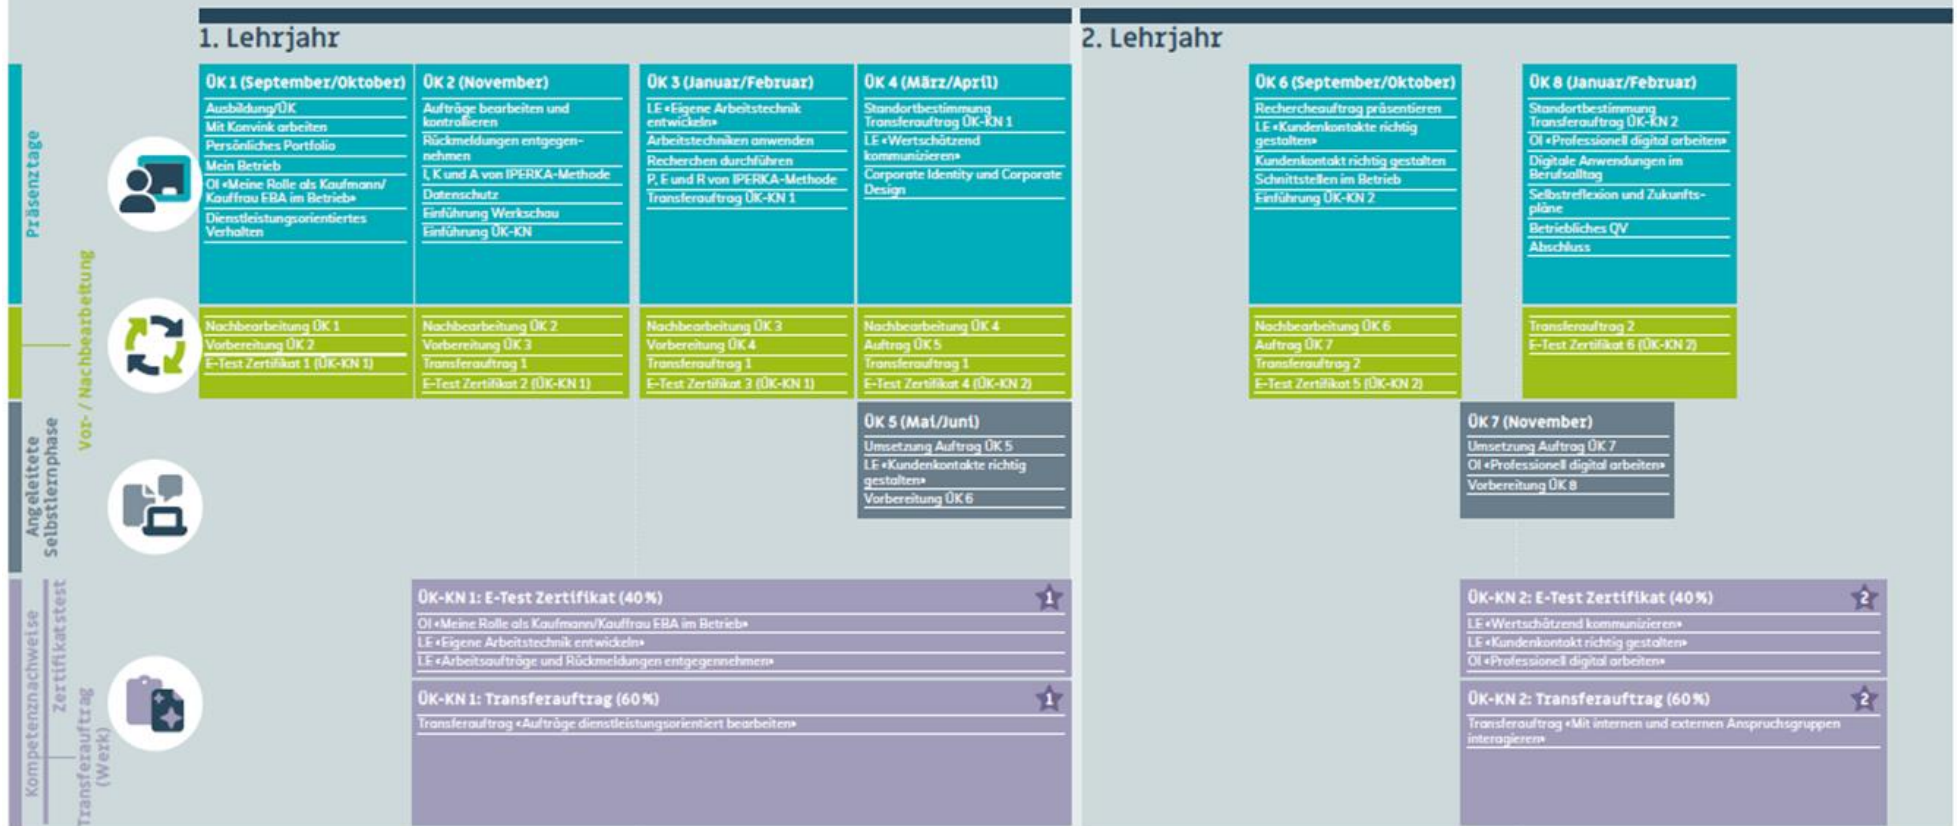 1. Lehrjahr
2. Lehrjahr
Präsenztage
ÜK 1 (September/Oktober)
Ausbildung/ÜK
Mit Konvink arbeiten
Persönliches Portfolio
Mein Betrieb
OI «Meine Rolle als Kaufmann/
Kauffrau EBA im Betrieb»
Dienstleistungsorientiertes
Verhalten
ÜK 2 (November)
Aufträge bearbeiten und
kontrollieren
Rückmeldungen entgegen-
nehmen
I, K und A von IPERKA-Methode
Datenschutz
Einführung Werkschau
Einführung ÜK-KN
ÜK 3 (Januar/Februar)
LE «Eigene Arbeitstechnik
entwickeln»
Arbeitstechniken anwenden
Recherchen durchführen
P, E und R von IPERKA-Methode
Transferauftrag ÜK-KN 1
ÜK 4 (März/April)
Standortbestimmung
Transferauftrag ÜK-KN 1
LE «Wertschätzend
kommunizieren»
Corporate Identity und Corporate
Design
ÜK 6 (September/Oktober)
Rechercheauftrag präsentieren
LE «Kundenkontakte richtig
gestalten»
Kundenkontakt richtig gestalten
Schnittstellen im Betrieb
Einführung ÜK-KN 2
ÜK 8 (Januar/Februar)
Standortbestimmung
Transferauftrag ÜK-KN 2
OI «Professionell digital arbeiten»
Digitale Anwendungen im
Berufsalltag
Selbstreflexion und Zukunfts-
pläne
Betriebliches QV
Abschluss
Vor- / Nachbearbeitung
Nachbearbeitung ÜK 1
Vorbereitung ÜK 2
E-Test Zertifikat 1 (ÜK-KN 1)
Nachbearbeitung ÜK 2
Vorbereitung ÜK 3
Transferauftrag 1
E-Test Zertifikat 2 (ÜK-KN 1)
Nachbearbeitung ÜK 3
Vorbereitung ÜK 4
Transferauftrag 1
E-Test Zertifikat 3 (ÜK-KN 1)
Nachbearbeitung ÜK 4
Auftrag ÜK 5
Transferauftrag 1
E-Test Zertifikat 4 (ÜK-KN 2)
Nachbearbeitung ÜK 6
Auftrag ÜK 7
Transferauftrag 2
E-Test Zertifikat 5 (ÜK-KN 2)
Transferauftrag 2
E-Test Zertifikat 6 (ÜK-KN 2)
Angeleitete
Selbstlernphase
ÜK 5 (Mai/Juni)
Umsetzung Auftrag ÜK 5
LE «Kundenkontakte richtig
gestalten»
Vorbereitung ÜK 6
ÜK 7 (November)
Umsetzung Auftrag ÜK 7
OI «Professionell digital arbeiten»
Vorbereitung ÜK 8
Kompetenznachweise
Zertifikatstest
Transferauftrag
(Werk)
ÜK-KN 1: E-Test Zertifikat (40 %)
1
OI «Meine Rolle als Kaufmann/Kauffrau EBA im Betrieb»
LE «Eigene Arbeitstechnik entwickeln»
LE «Arbeitsaufträge und Rückmeldungen entgegennehmen»
ÜK-KN 1: Transferauftrag (60 %)
1
Transferauftrag «Aufträge dienstleistungsorientiert bearbeiten»
ÜK-KN 2: E-Test Zertifikat (40 %)
2
LE «Wertschätzend kommunizieren»
LE «Kundenkontakt richtig gestalten»
OI «Professionell digital arbeiten»
ÜK-KN 2: Transferauftrag (60 %)
2
Transferauftrag «Mit internen und externen Anspruchsgruppen
interagieren»